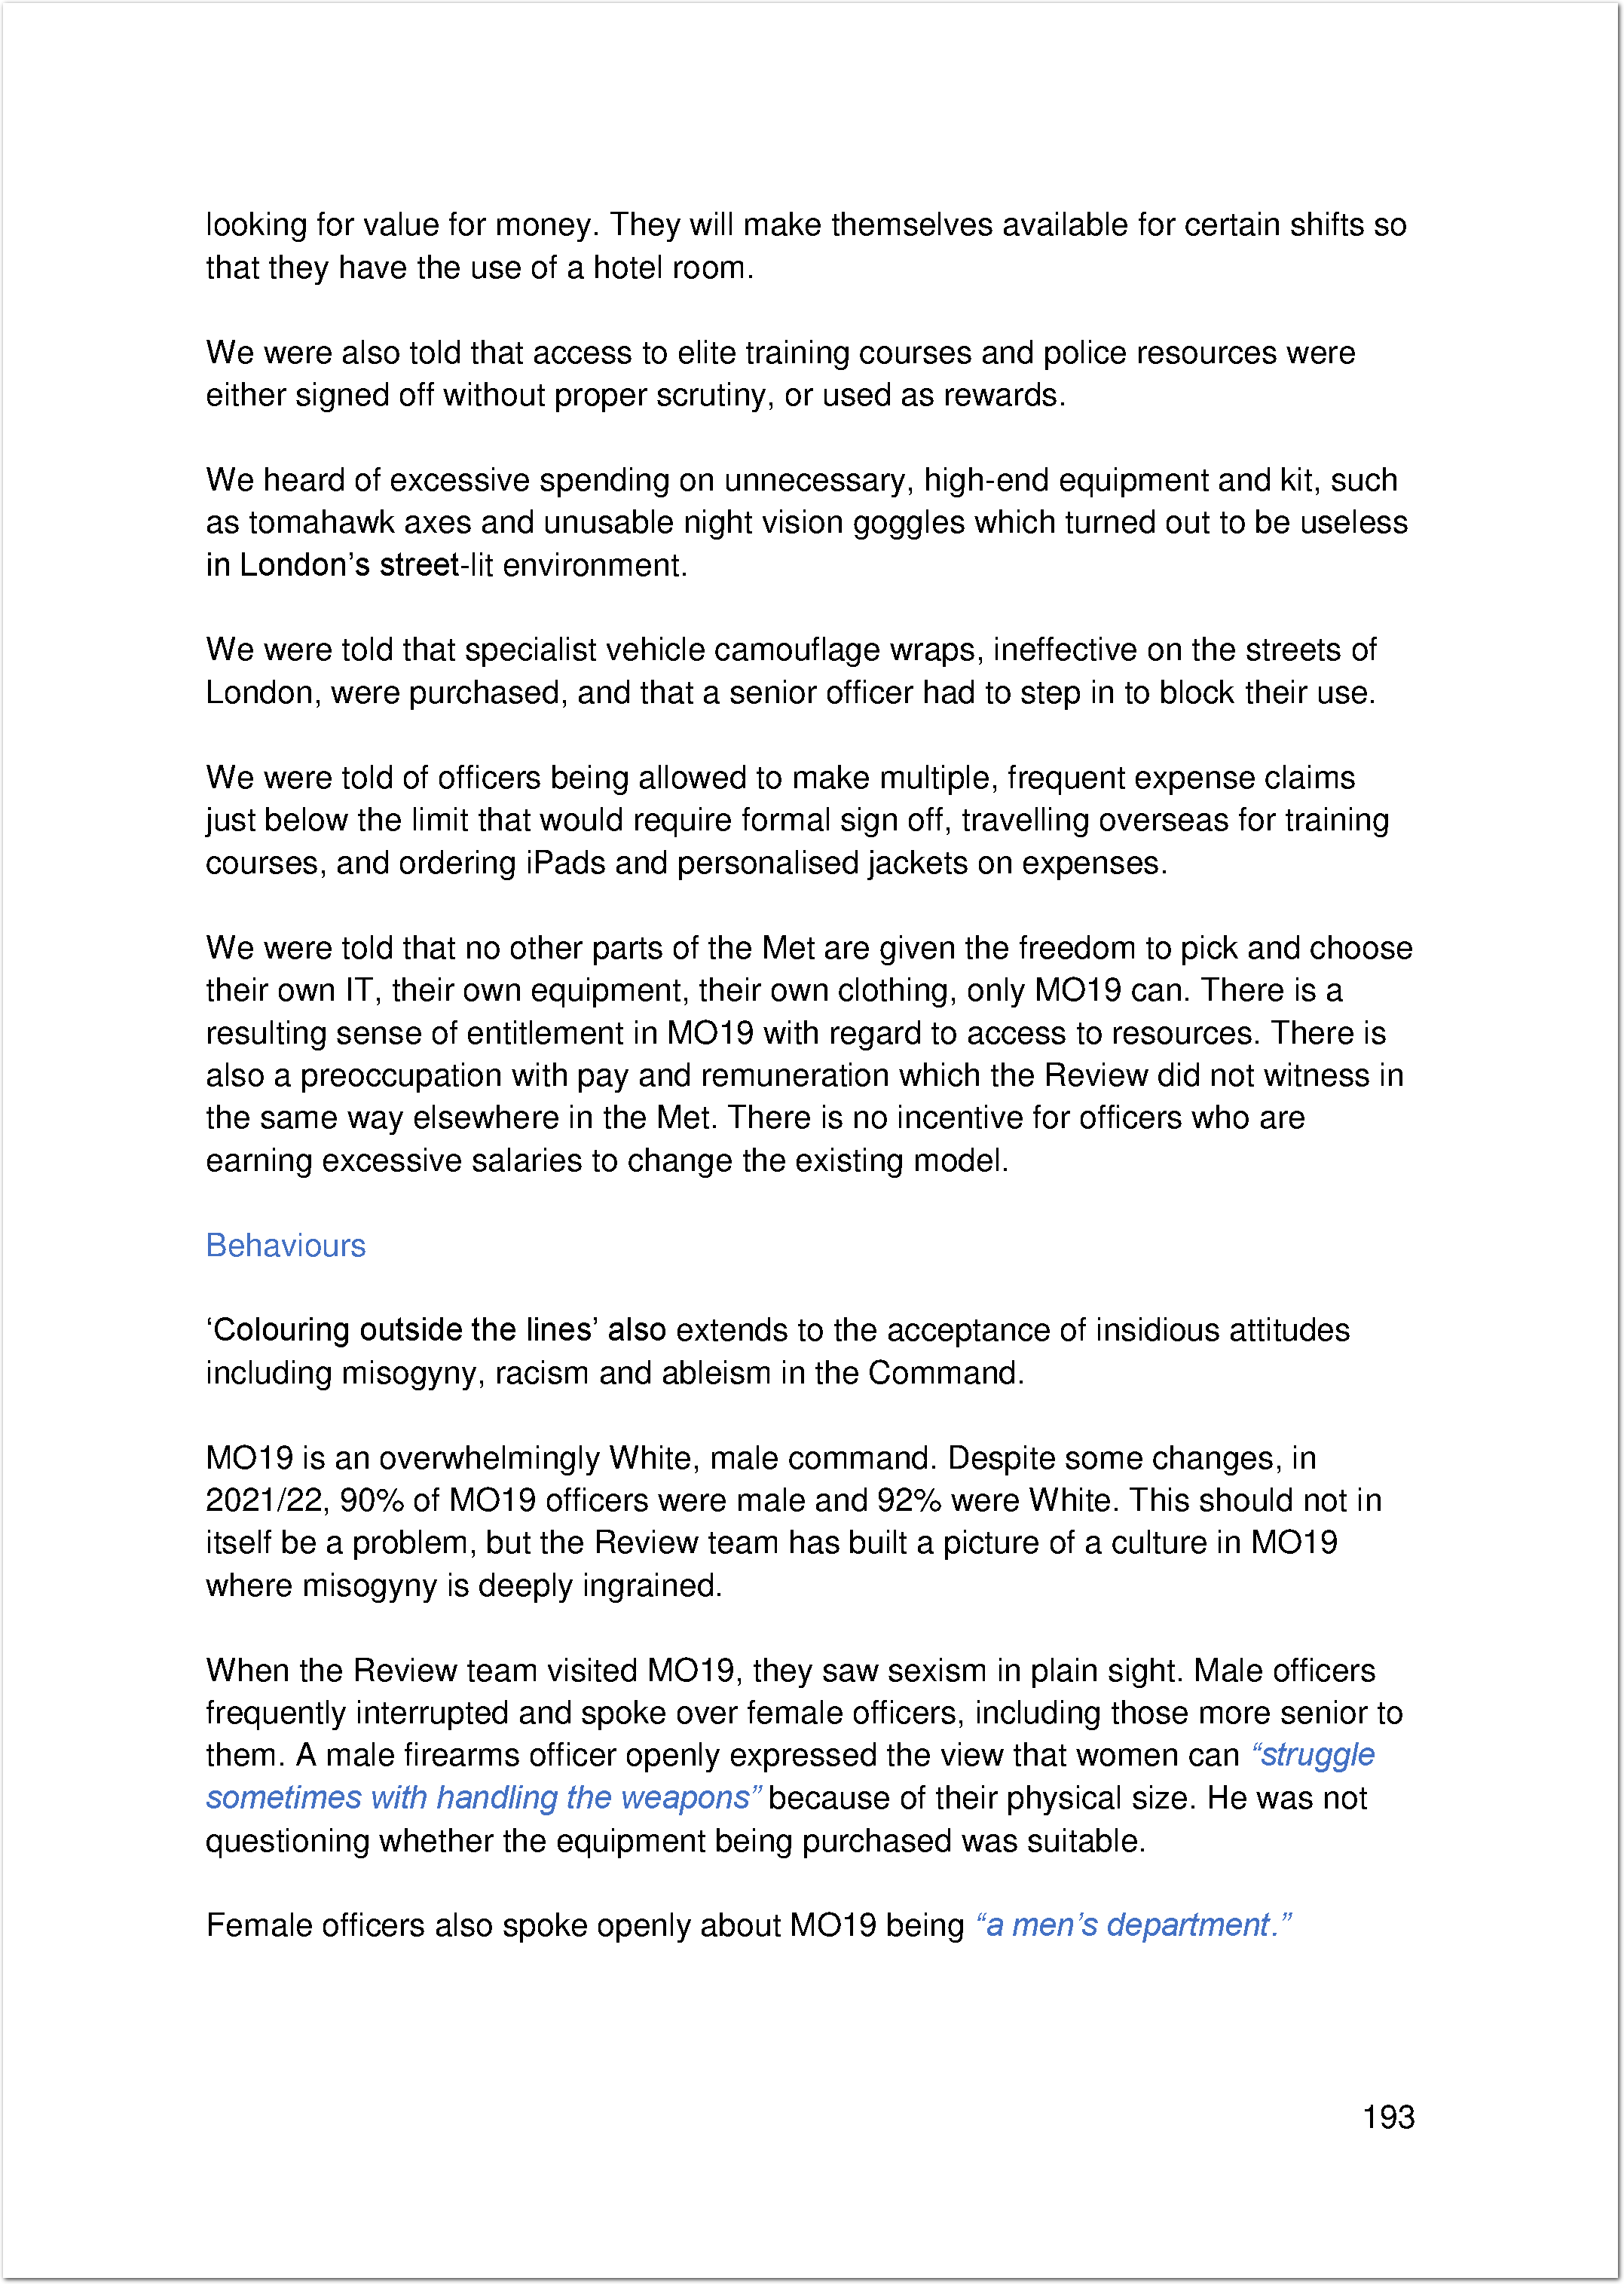 looking for value for money. They will make themselves available for certain shifts so
that they have the use of a hotel room.
We were also told that access to elite training courses and police resources were
either signed off without proper scrutiny, or used as rewards.
We heard of excessive spending on unnecessary, high-end equipment and kit, such
as tomahawk axes and unusable night vision goggles which turned out to be useless
in London’s street-lit environment.
We were told that specialist vehicle camouflage wraps, ineffective on the streets of
London, were purchased, and that a senior officer had to step in to block their use.
We were told of officers being allowed to make multiple, frequent expense claims
just below the limit that would require formal sign off, travelling overseas for training
courses, and ordering iPads and personalised jackets on expenses.
We were told that no other parts of the Met are given the freedom to pick and choose
their own IT, their own equipment, their own clothing, only MO19 can. There is a
resulting sense of entitlement in MO19 with regard to access to resources. There is
also a preoccupation with pay and remuneration which the Review did not witness in
the same way elsewhere in the Met. There is no incentive for officers who are
earning excessive salaries to change the existing model.
Behaviours
‘Colouring outside the lines’ also extends to the acceptance of insidious attitudes
including misogyny, racism and ableism in the Command.
MO19 is an overwhelmingly White, male command. Despite some changes, in
2021/22, 90% of MO19 officers were male and 92% were White. This should not in
itself be a problem, but the Review team has built a picture of a culture in MO19
where misogyny is deeply ingrained.
When the Review team visited MO19, they saw sexism in plain sight. Male officers
frequently interrupted and spoke over female officers, including those more senior to
them. A male firearms officer openly expressed the view that women can “struggle
sometimes with handling the weapons” because of their physical size. He was not
questioning whether the equipment being purchased was suitable.
Female officers also spoke openly about MO19 being “a men’s department.”
193